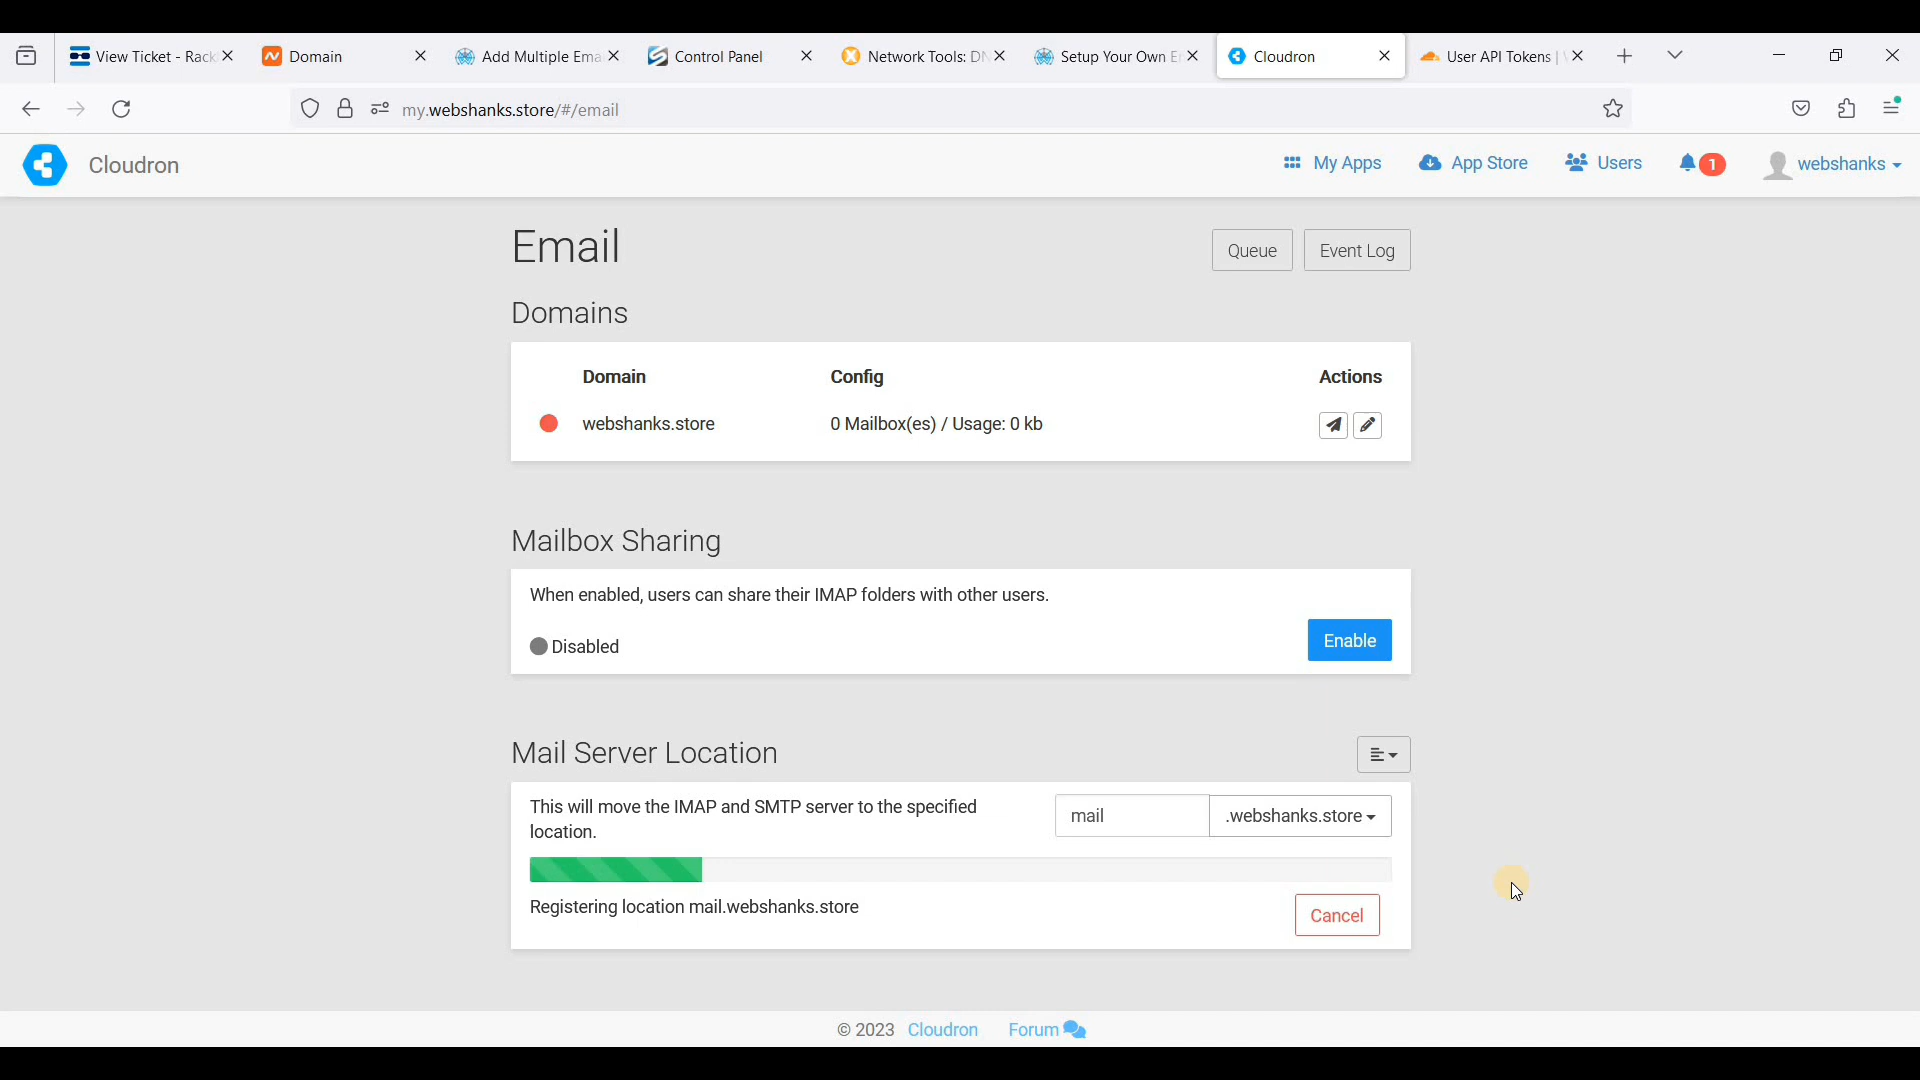 View Ticket - Rack
Domain
Add Multiple Ema
Control Panel
Network Tools: DN
Setup Your Own E
Cloudron
User API Tokens |
my.webshanks.store/#/email
Cloudron
My Apps
App Store
Users
1
webshanks
Email
Queue
Event Log
Domains
Domain
Config
Actions
webshanks.store
0 Mailbox(es) / Usage: 0 kb
Mailbox Sharing
When enabled, users can share their IMAP folders with other users.
Disabled
Enable
Mail Server Location
This will move the IMAP and SMTP server to the specified
location.
mail
.webshanks.store
Registering location mail.webshanks.store
Cancel
© 2023 Cloudron Forum